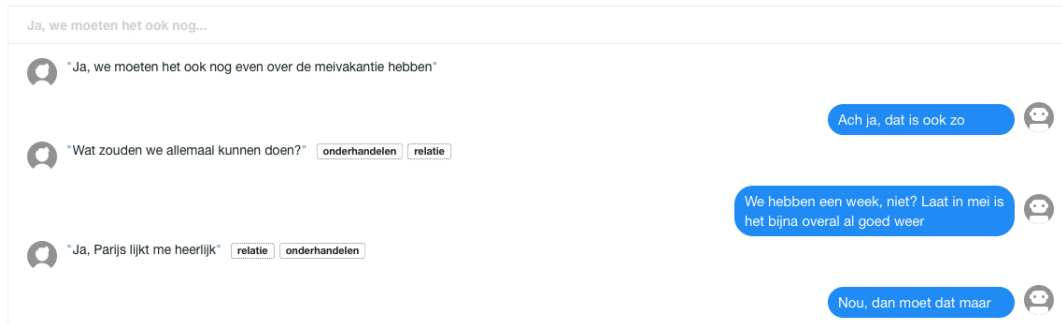 Ja, we moeten het ook nog...
"Ja, we moeten het ook nog even over de meivakantie hebben"
Ach ja, dat is ook zo
"Wat zouden we allemaal kunnen doen?" onderhandelen relatie
We hebben een week, niet? Laat in mei is
het bijna overal al goed weer
"Ja, Parijs lijkt me heerlijk" relatie onderhandelen
Nou, dan moet dat maar